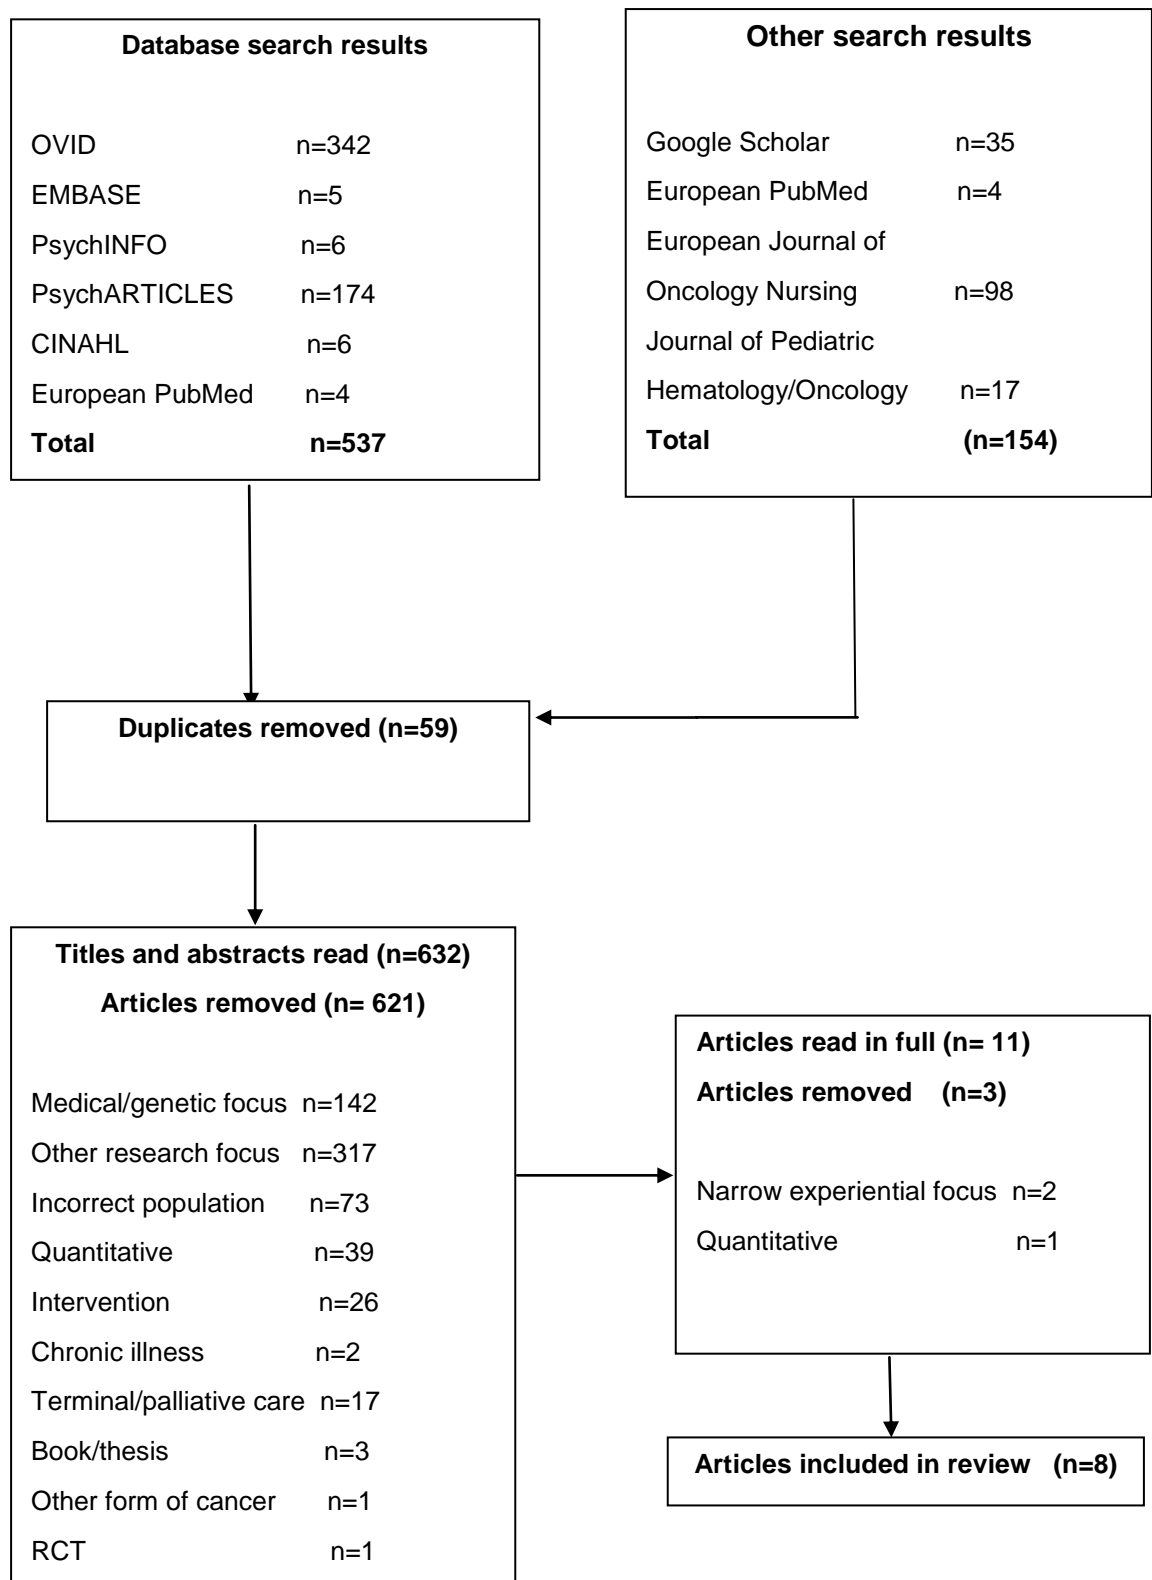 Database search results
OVID n=342
EMBASE n=5
PsychINFO n=6
PsychARTICLES n=174
CINAHL n=6
European PubMed n=4
Total n=537
Other search results
Google Scholar n=35
European PubMed n=4
European Journal of
Oncology Nursing n=98
Journal of Pediatric
Hematology/Oncology n=17
Total (n=154)
Duplicates removed (n=59)
Titles and abstracts read (n=632)
Articles removed (n= 621)
Medical/genetic focus n=142
Other research focus n=317
Incorrect population n=73
Quantitative n=39
Intervention n=26
Chronic illness n=2
Terminal/palliative care n=17
Book/thesis n=3
Other form of cancer n=1
RCT n=1
Articles read in full (n= 11)
Articles removed (n=3)
Narrow experiential focus n=2
Quantitative n=1
Articles included in review (n=8)